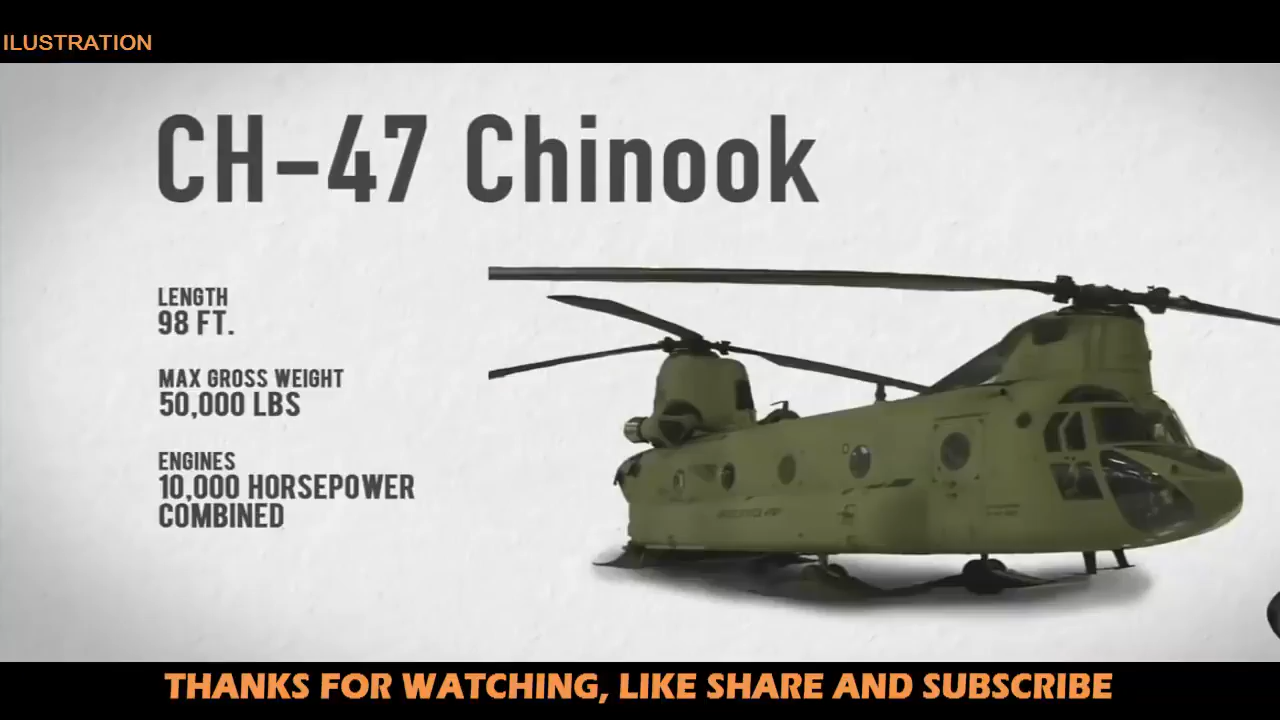 ILUSTRATION
CH-47 Chinook
LENGTH
98 FT.
MAX GROSS WEIGHT
50,000 LBS
ENGINES
10,000 HORSEPOWER
COMBINED
THANKS FOR WATCHING, LIKE SHARE AND SUBSCRIBE